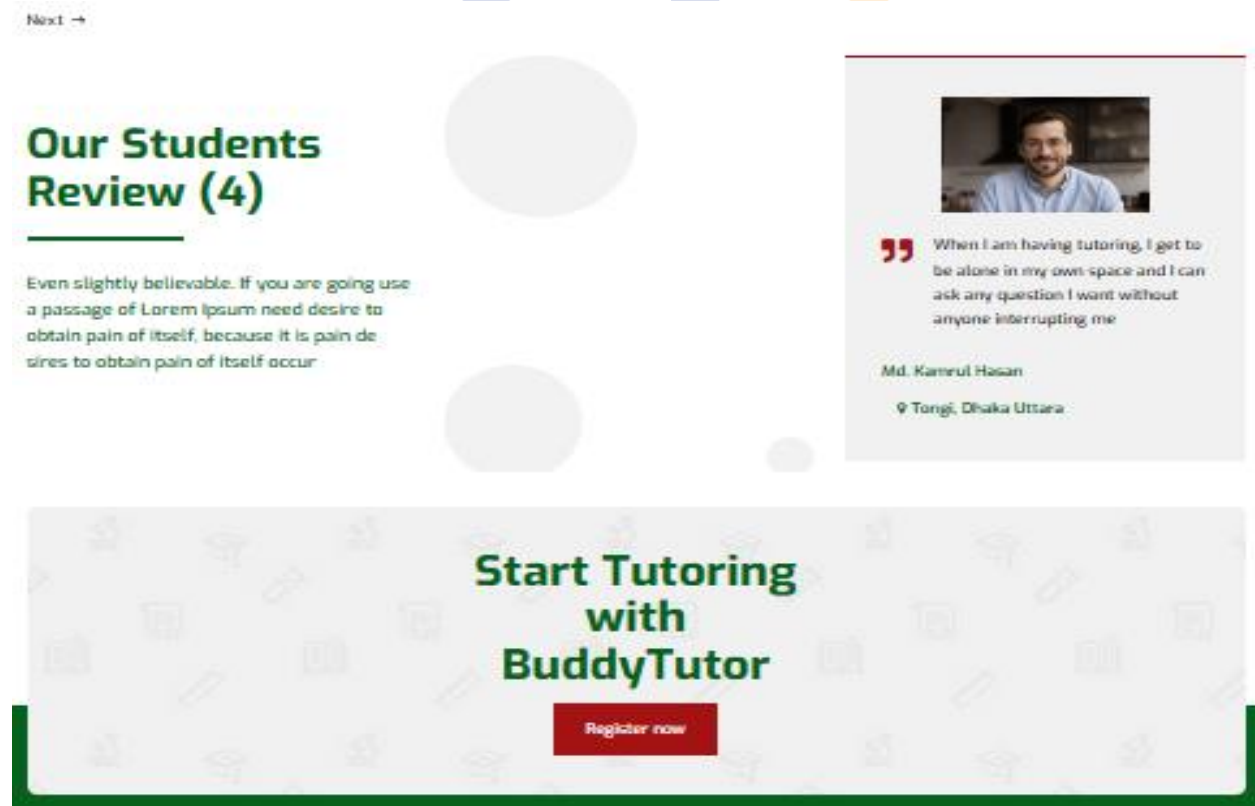 Next →
Our Students
Review (4)
Even slightly believable. If you are going use
a passage of Lorem Ipsum need desire to
obtain pain of itself, because it is pain de
sires to obtain pain of itself occur
When I am having tutoring, I get to
be alone in my own space and I can
ask any question I want without
anyone interrupting me
Md. Kamrul Hasan
Tongi, Dhaka Uttara
Start Tutoring
with
BuddyTutor
Register now